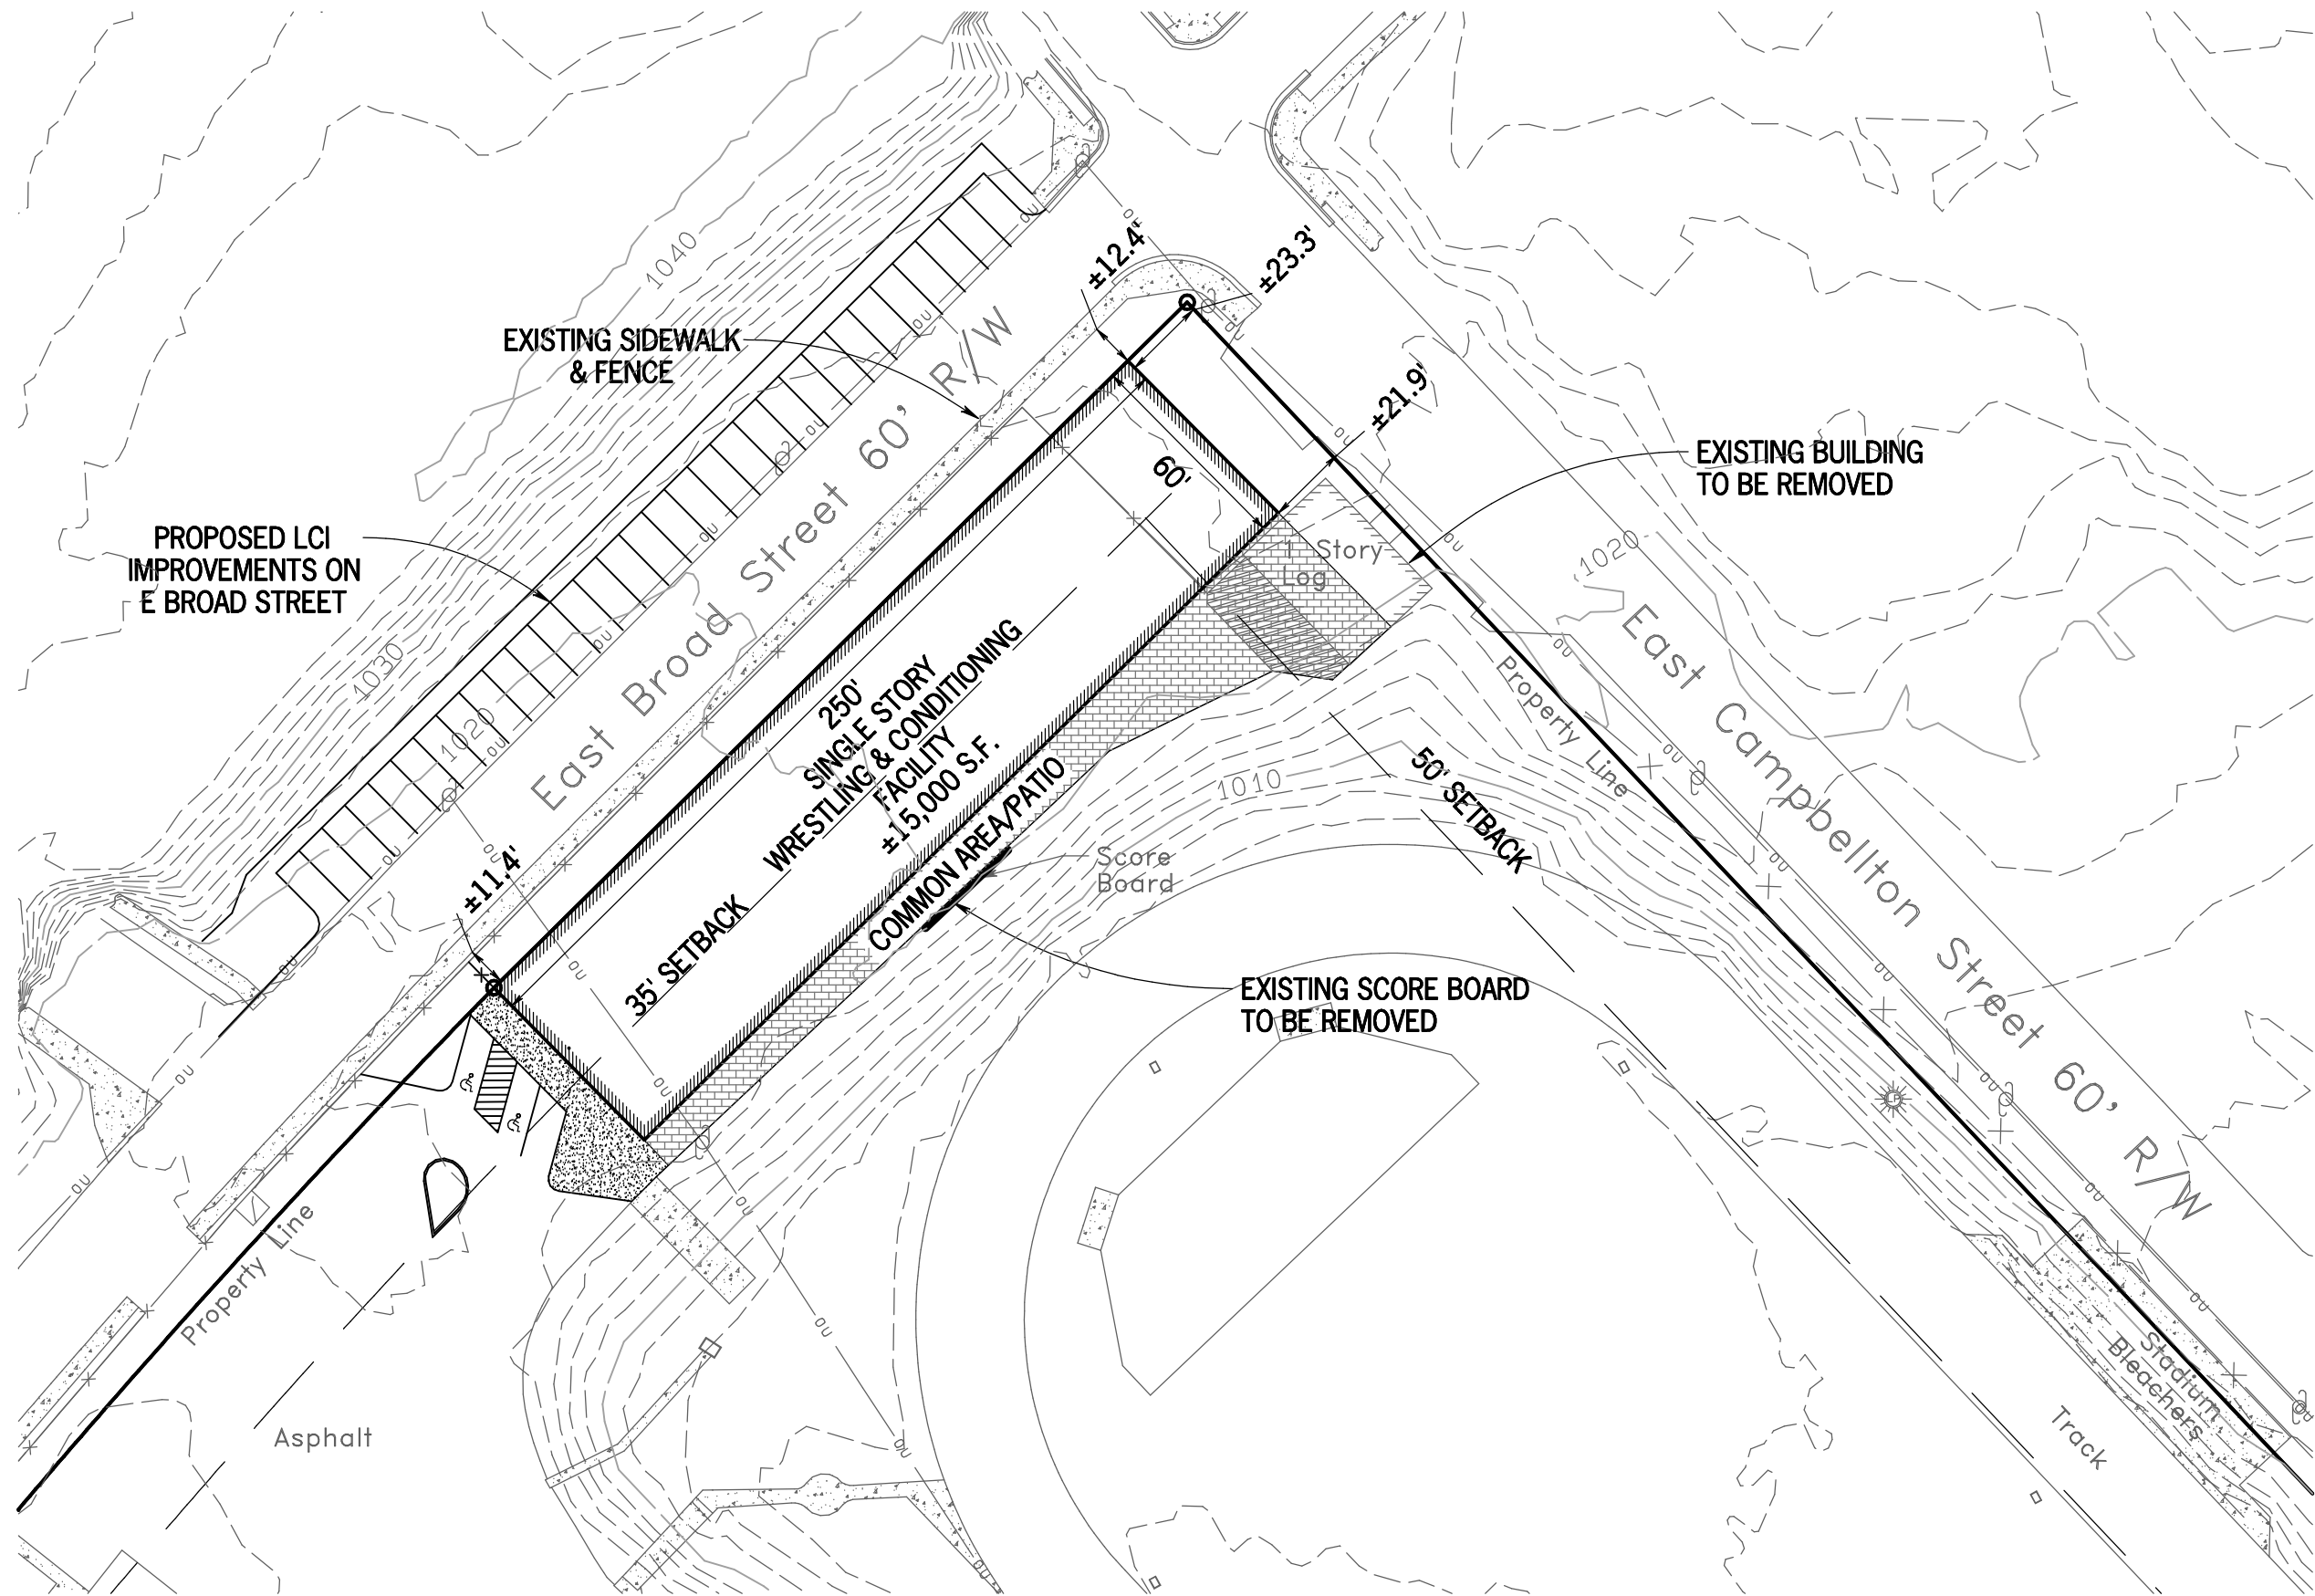 1040
OU
±12.4'
±23.3'
EXISTING SIDEWALK
& FENCE
East Broad Street 60' R/W
±21.9'
60'
EXISTING BUILDING
TO BE REMOVED
PROPOSED LCI
IMPROVEMENTS ON
E BROAD STREET
1 Story
Log
1020
1030
1020
East Campbellton Street 60' R/W
Property Line
250'
SINGLE STORY
WRESTLING & CONDITIONING
FACILITY
±15,000 S.F.
COMMON AREA/PATIO
1010
50' SETBACK
Score
Board
±11.4'
35' SETBACK
EXISTING SCORE BOARD
TO BE REMOVED
LP
Property Line
Asphalt
Stadium
Bleachers
Track